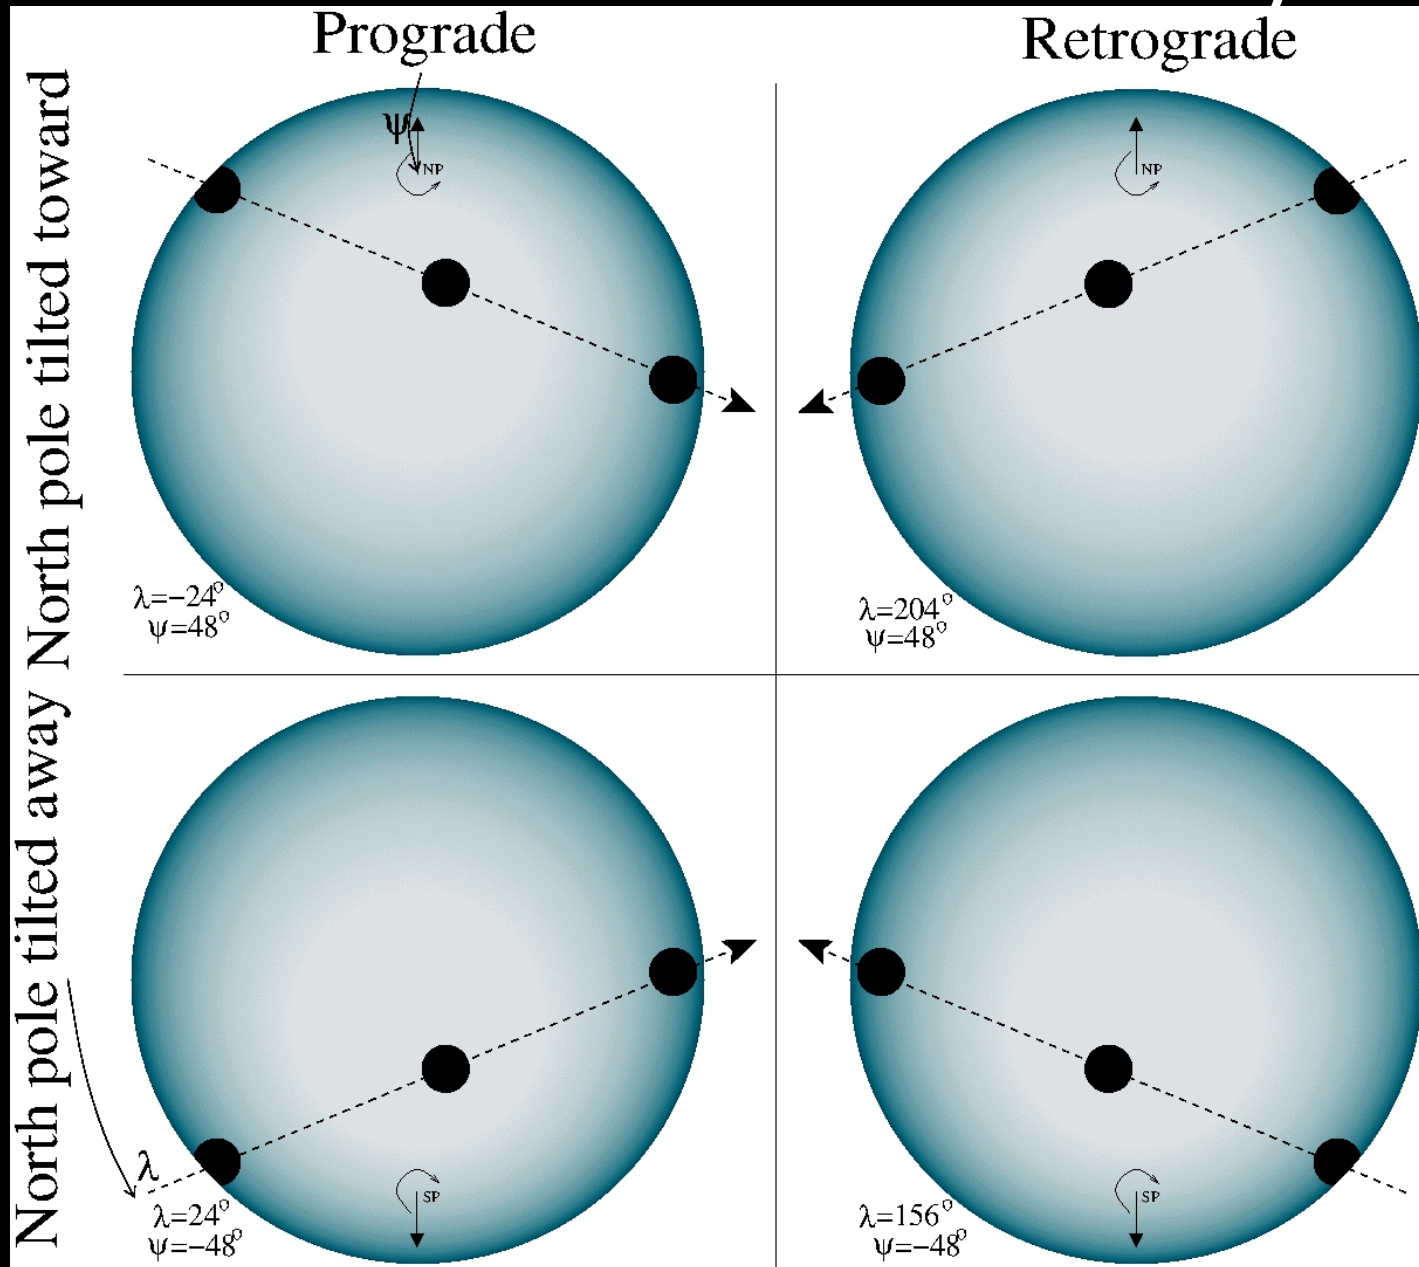 Prograde
Retrograde
North pole tilted toward
ψ
NP
λ=−24°
ψ=48°
NP
λ=204°
ψ=48°
North pole tilted away
λ
SP
λ=24°
ψ=−48°
SP
λ=156°
ψ=−48°